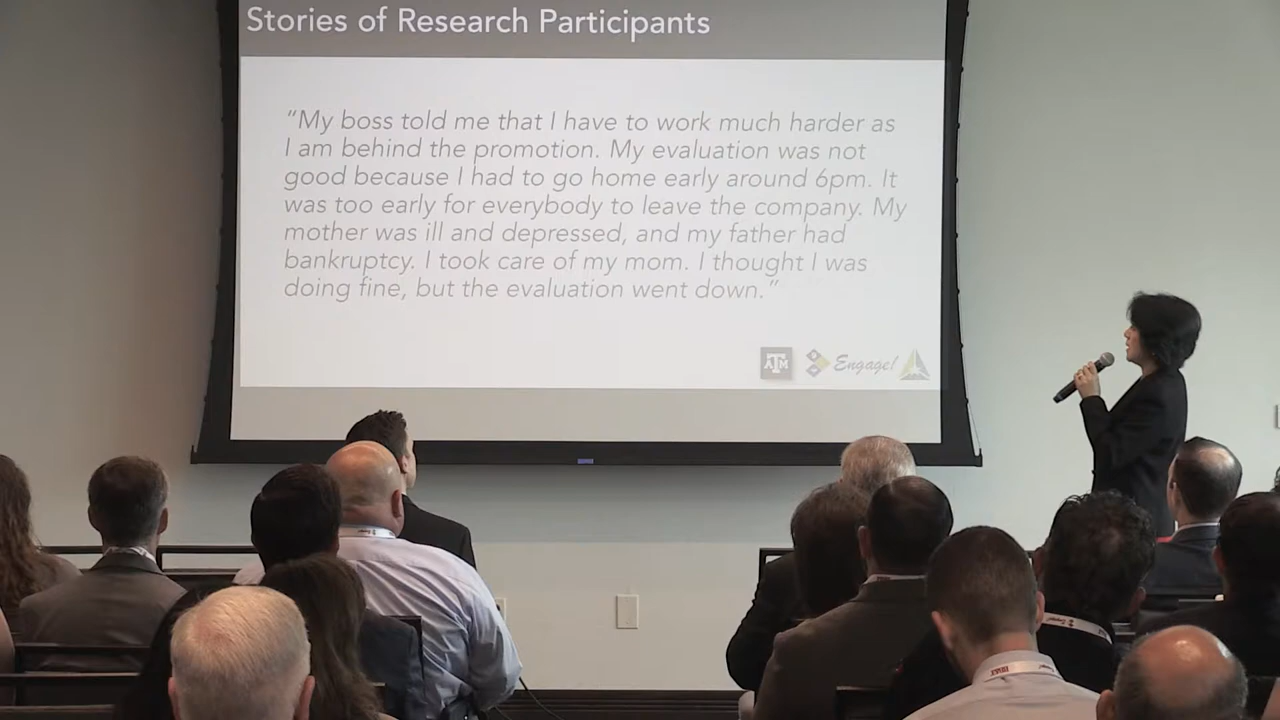 Stories of Research Participants
“My boss told me that I have to work much harder as
I am behind the promotion. My evaluation was not
good because I had to go home early around 6pm. It
was too early for everybody to leave the company. My
mother was ill and depressed, and my father had
bankruptcy. I took care of my mom. I thought I was
doing fine, but the evaluation went down.”
ATM Engage!